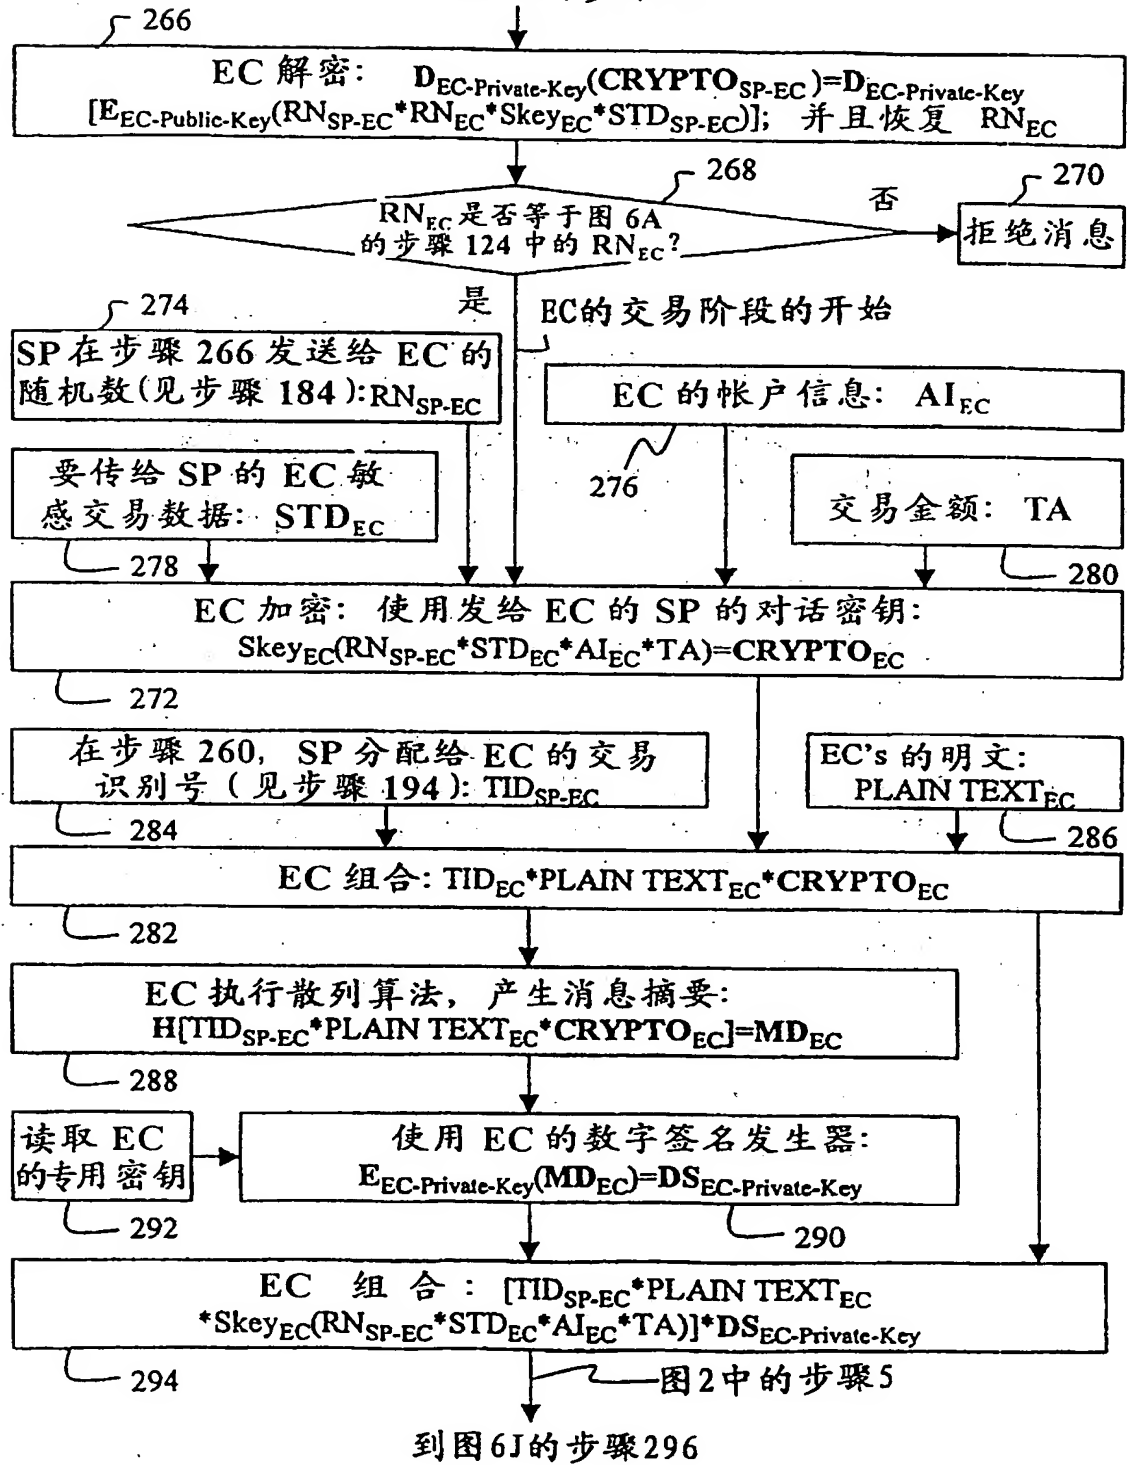 266
EC 解密: D_EC-Private-Key(CRYPTO_SP-EC)=D_EC-Private-Key
[E_EC-Public-Key(RN_SP-EC*RN_EC*Skey_EC*STD_SP-EC)]; 并且恢复 RN_EC
268
270
RN_EC 是否等于图 6A
的步骤 124 中的 RN_EC?
否
拒绝消息
是
EC的交易阶段的开始
274
SP在步骤 266 发送给 EC 的
随机数(见步骤 184):RN_SP-EC
EC 的帐户信息: AI_EC
276
要传给 SP 的 EC 敏
感交易数据: STD_EC
278
交易金额: TA
280
EC 加密: 使用发给 EC 的 SP 的对话密钥:
Skey_EC(RN_SP-EC*STD_EC*AI_EC*TA)=CRYPTO_EC
272
在步骤 260, SP 分配给 EC 的交易
识别号 (见步骤 194): TID_SP-EC
284
EC's 的明文:
PLAIN TEXT_EC
286
EC 组合: TID_EC*PLAIN TEXT_EC*CRYPTO_EC
282
EC 执行散列算法, 产生消息摘要:
H[TID_SP-EC*PLAIN TEXT_EC*CRYPTO_EC]=MD_EC
288
读取 EC
的专用密钥
292
使用 EC 的数字签名发生器:
E_EC-Private-Key(MD_EC)=DS_EC-Private-Key
290
EC 组合: [TID_SP-EC*PLAIN TEXT_EC
*Skey_EC(RN_SP-EC*STD_EC*AI_EC*TA)]*DS_EC-Private-Key
294
图2中的步骤5
到图6J的步骤296